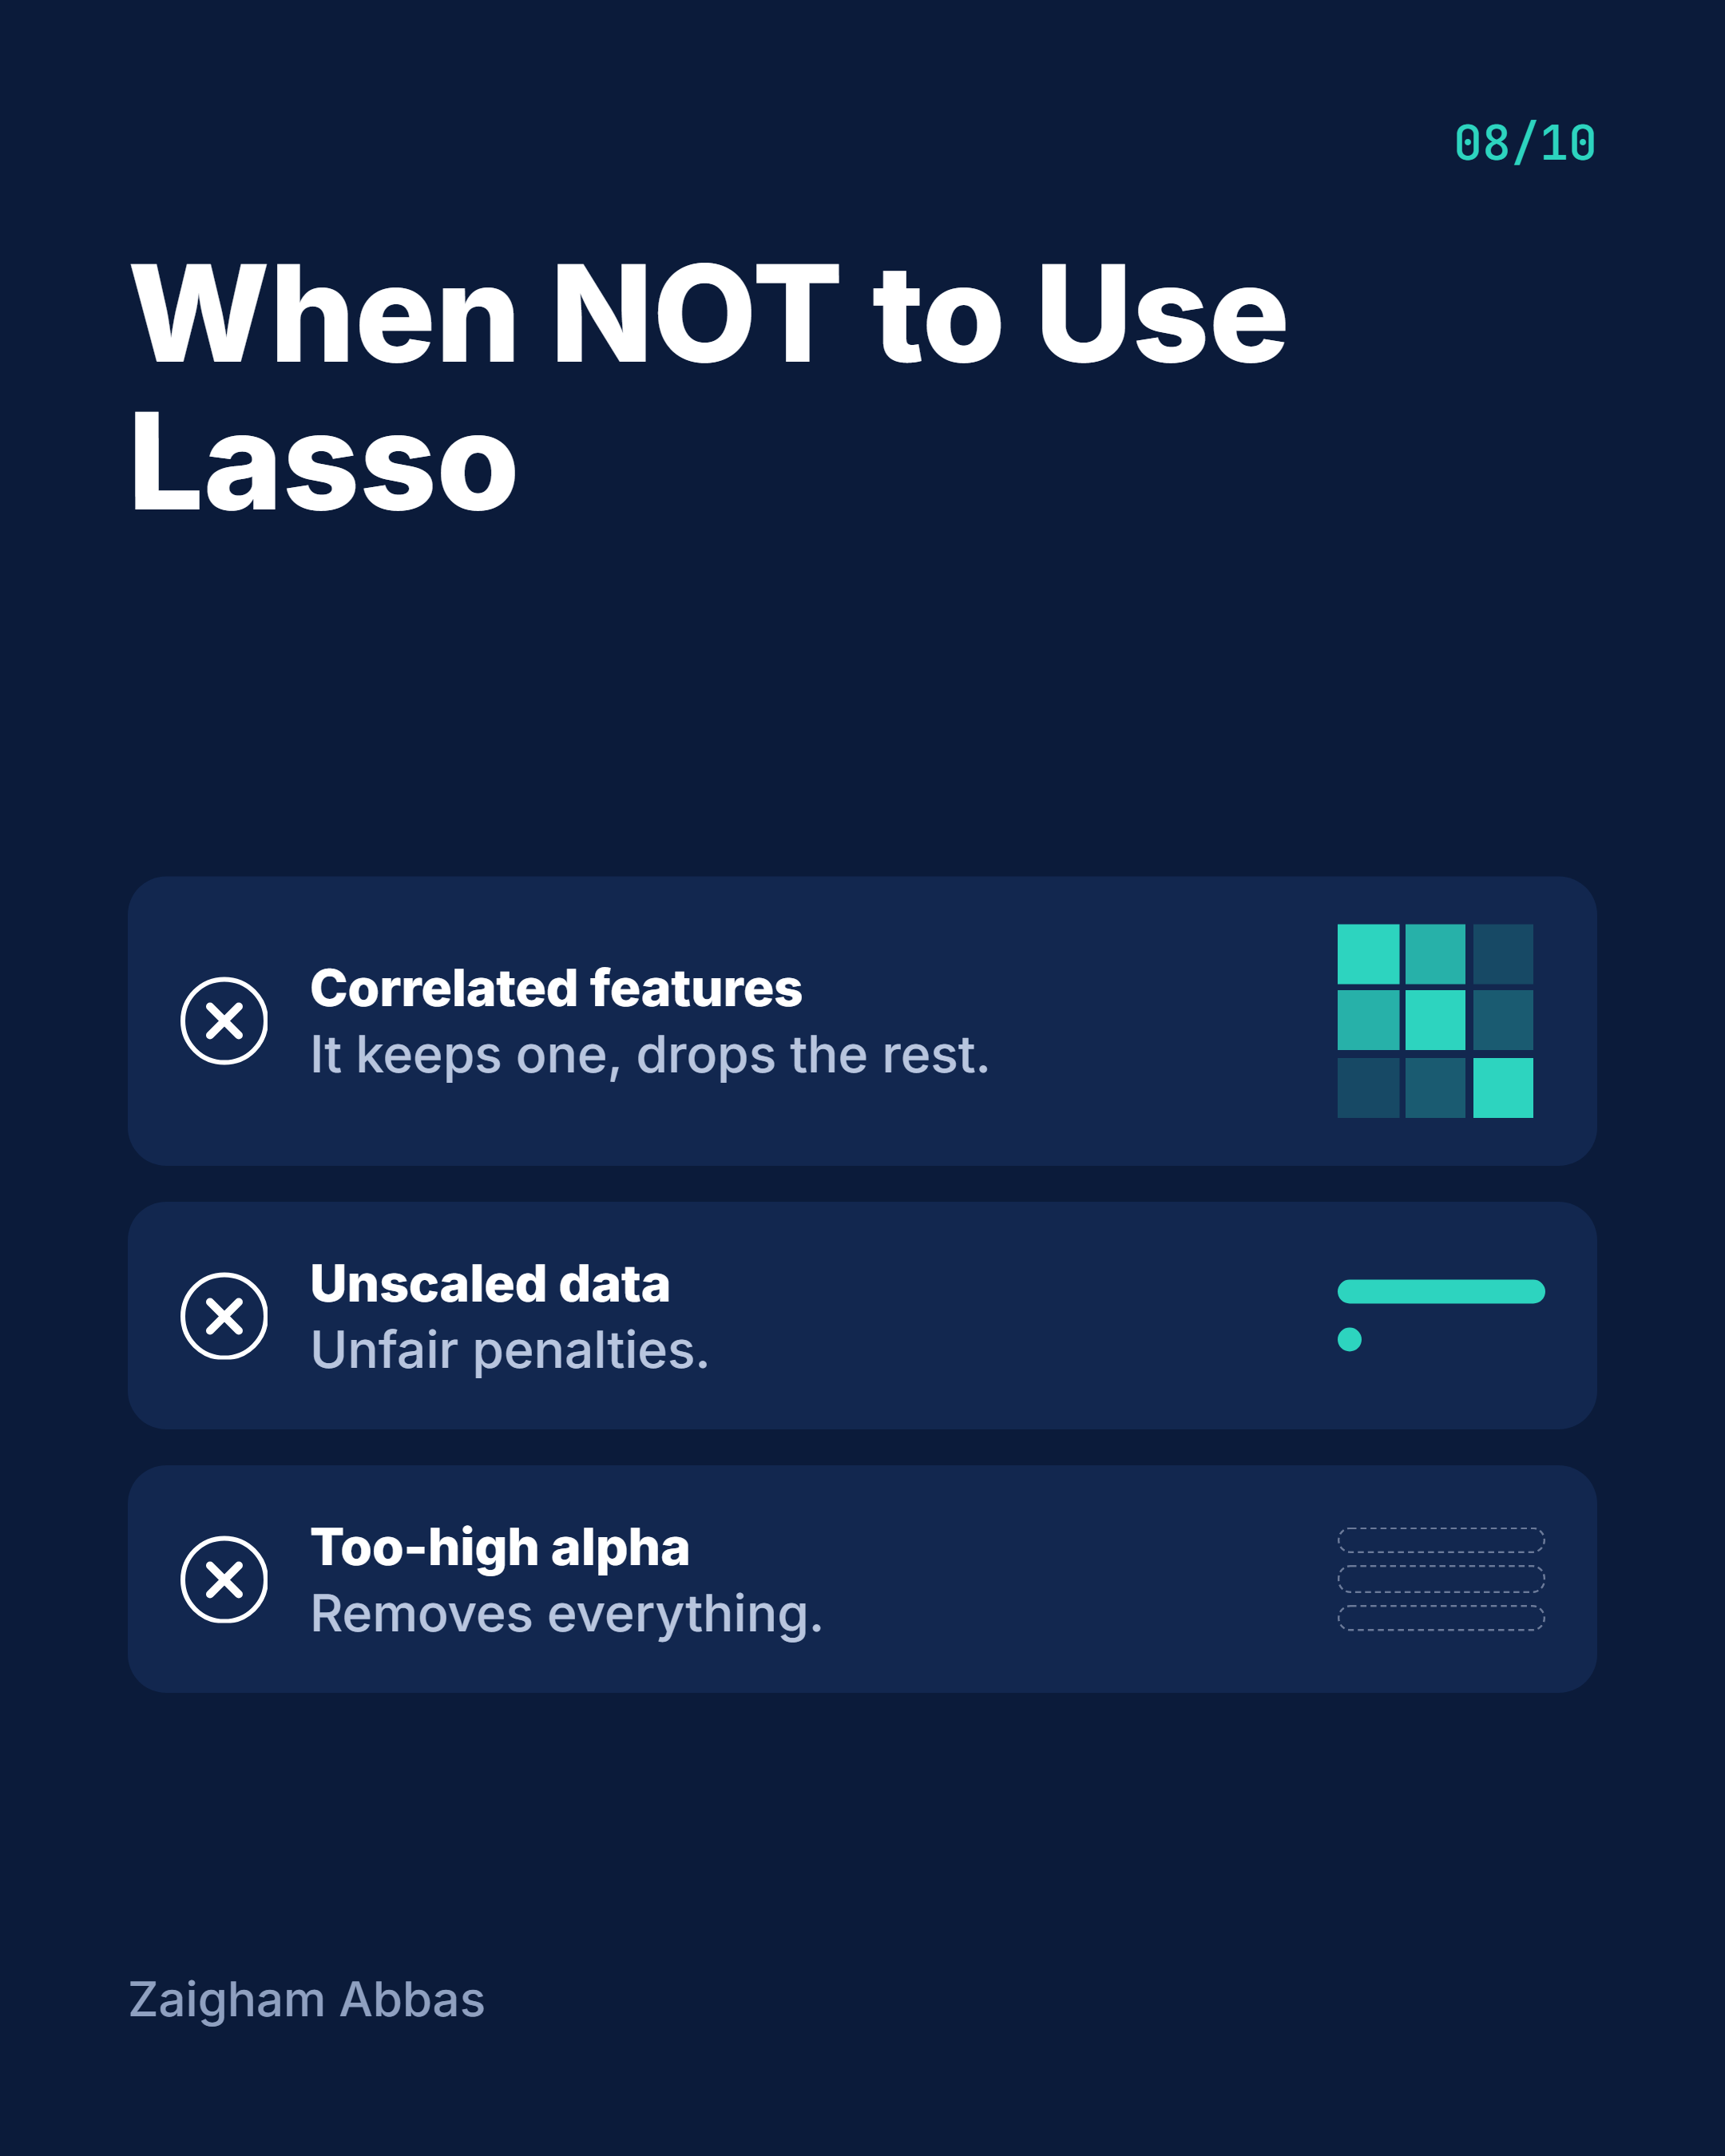 08/10
When NOT to Use
Lasso
Correlated features
It keeps one, drops the rest.
Unscaled data
Unfair penalties.
Too-high alpha
Removes everything.
Zaigham Abbas